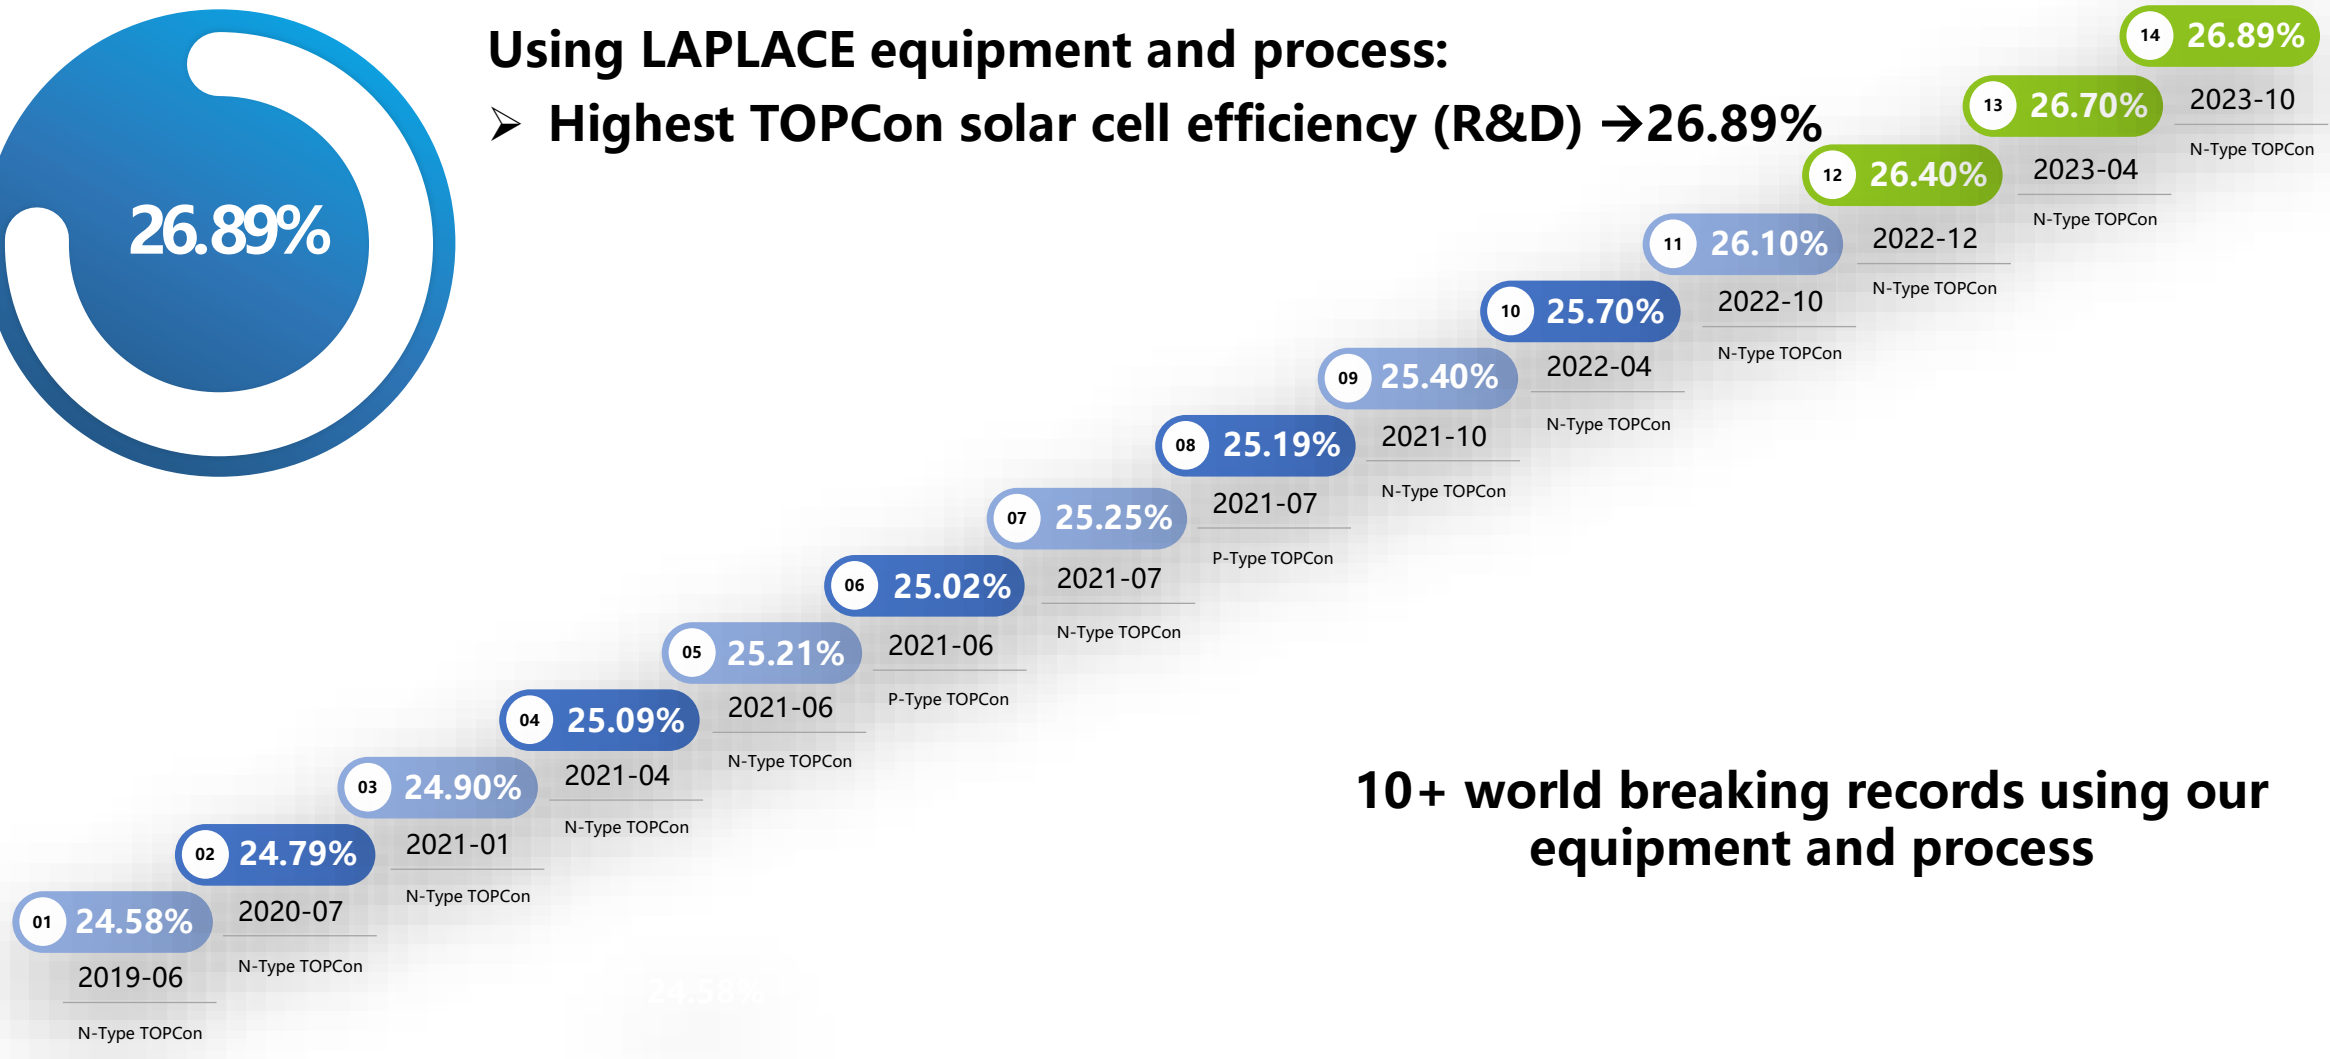 Using LAPLACE equipment and process:
➢ Highest TOPCon solar cell efficiency (R&D) →26.89%
26.89%
01 24.58%
2019-06
N-Type TOPCon
02 24.79%
2020-07
N-Type TOPCon
03 24.90%
2021-01
N-Type TOPCon
04 25.09%
2021-04
N-Type TOPCon
05 25.21%
2021-06
N-Type TOPCon
06 25.02%
2021-06
P-Type TOPCon
07 25.25%
2021-07
N-Type TOPCon
08 25.19%
2021-07
P-Type TOPCon
09 25.40%
2021-10
N-Type TOPCon
10 25.70%
2022-04
N-Type TOPCon
11 26.10%
2022-10
N-Type TOPCon
12 26.40%
2022-12
N-Type TOPCon
13 26.70%
2023-04
N-Type TOPCon
14 26.89%
2023-10
N-Type TOPCon
10+ world breaking records using our
equipment and process
24.58%